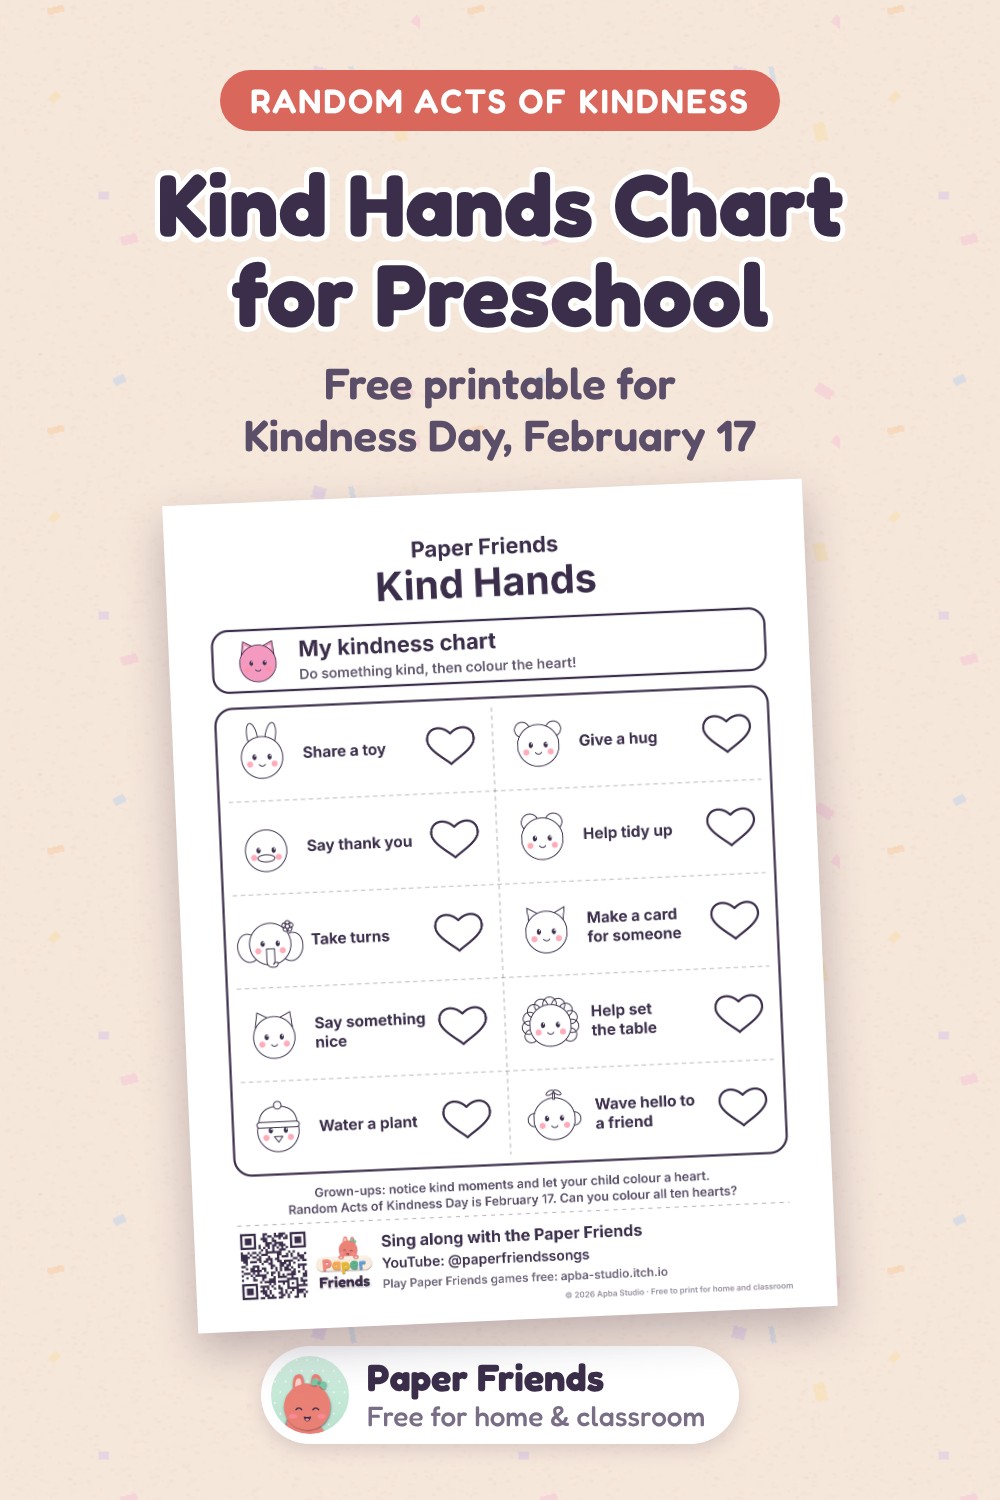 RANDOM ACTS OF KINDNESS
Kind Hands Chart
for Preschool
Free printable for
Kindness Day, February 17
Paper Friends
Kind Hands
My kindness chart
Do something kind, then colour the heart!
Share a toy
Give a hug
Say thank you
Help tidy up
Take turns
Make a card
for someone
Say something
nice
Help set
the table
Water a plant
Wave hello to
a friend
Grown-ups: notice kind moments and let your child colour a heart.
Random Acts of Kindness Day is February 17. Can you colour all ten hearts?
Paper
Friends
Sing along with the Paper Friends
YouTube: @paperfriendssongs
Play Paper Friends games free: apba-studio.itch.io
© 2026 Apba Studio · Free to print for home and classroom
Paper Friends
Free for home & classroom